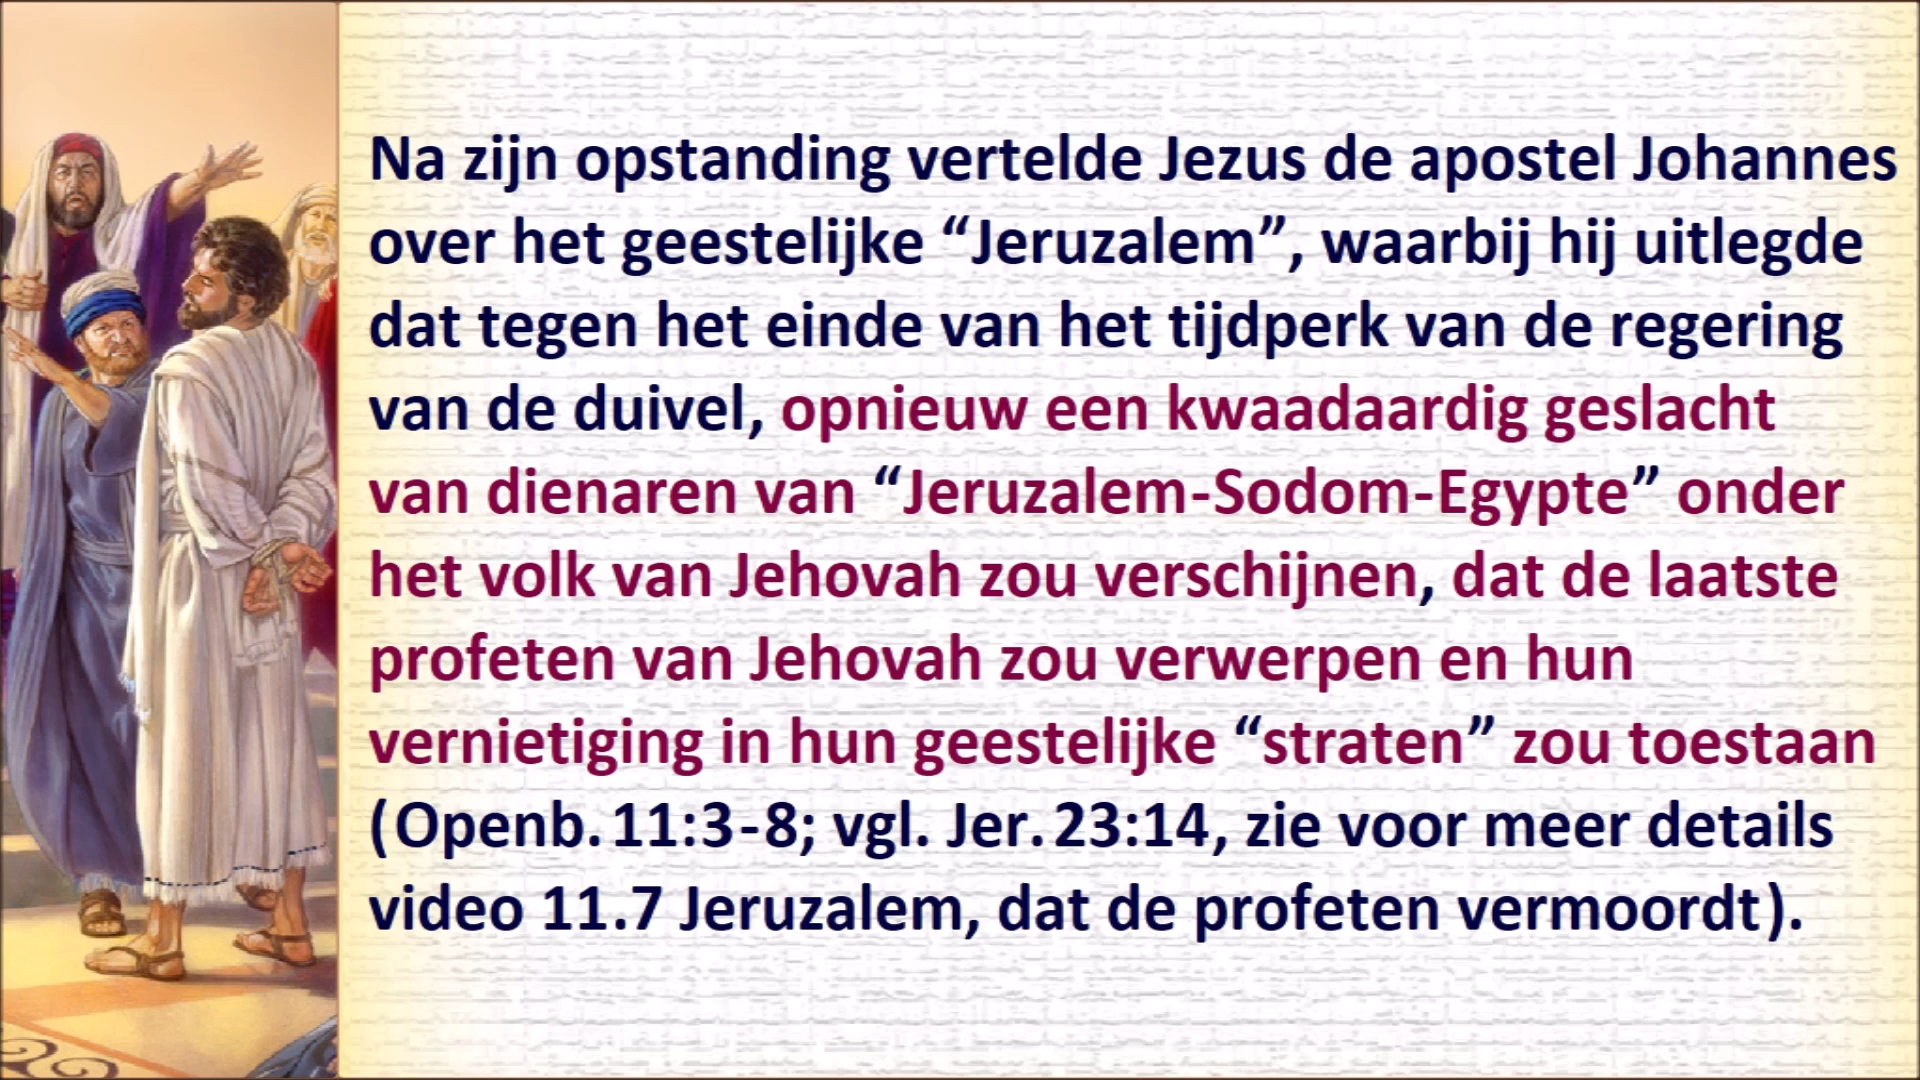 Na zijn opstanding vertelde Jezus de apostel Johannes
over het geestelijke “Jeruzalem”, waarbij hij uitlegde
dat tegen het einde van het tijdperk van de regering
van de duivel, opnieuw een kwaadaardig geslacht
van dienaren van “Jeruzalem-Sodom-Egypte” onder
het volk van Jehovah zou verschijnen, dat de laatste
profeten van Jehovah zou verwerpen en hun
vernietiging in hun geestelijke “straten” zou toestaan
(Openb. 11:3-8; vgl. Jer. 23:14, zie voor meer details
video 11.7 Jeruzalem, dat de profeten vermoordt).